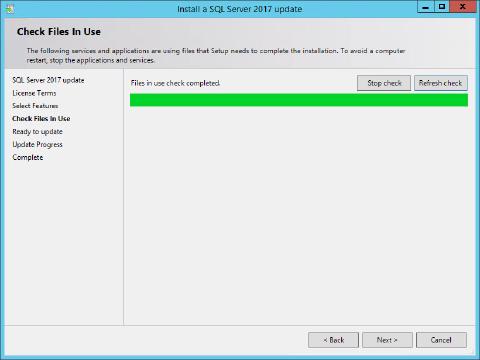 Install a SQL Server 2017 update
Check Files In Use
The following services and applications are using files that Setup needs to complete the installation. To avoid a computer
restart, stop the applications and services.
SQL Server 2017 update
License Terms
Select Features
Check Files In Use
Ready to update
Update Progress
Complete
Files in use check completed.
Stop check
Refresh check
< Back
Next >
Cancel